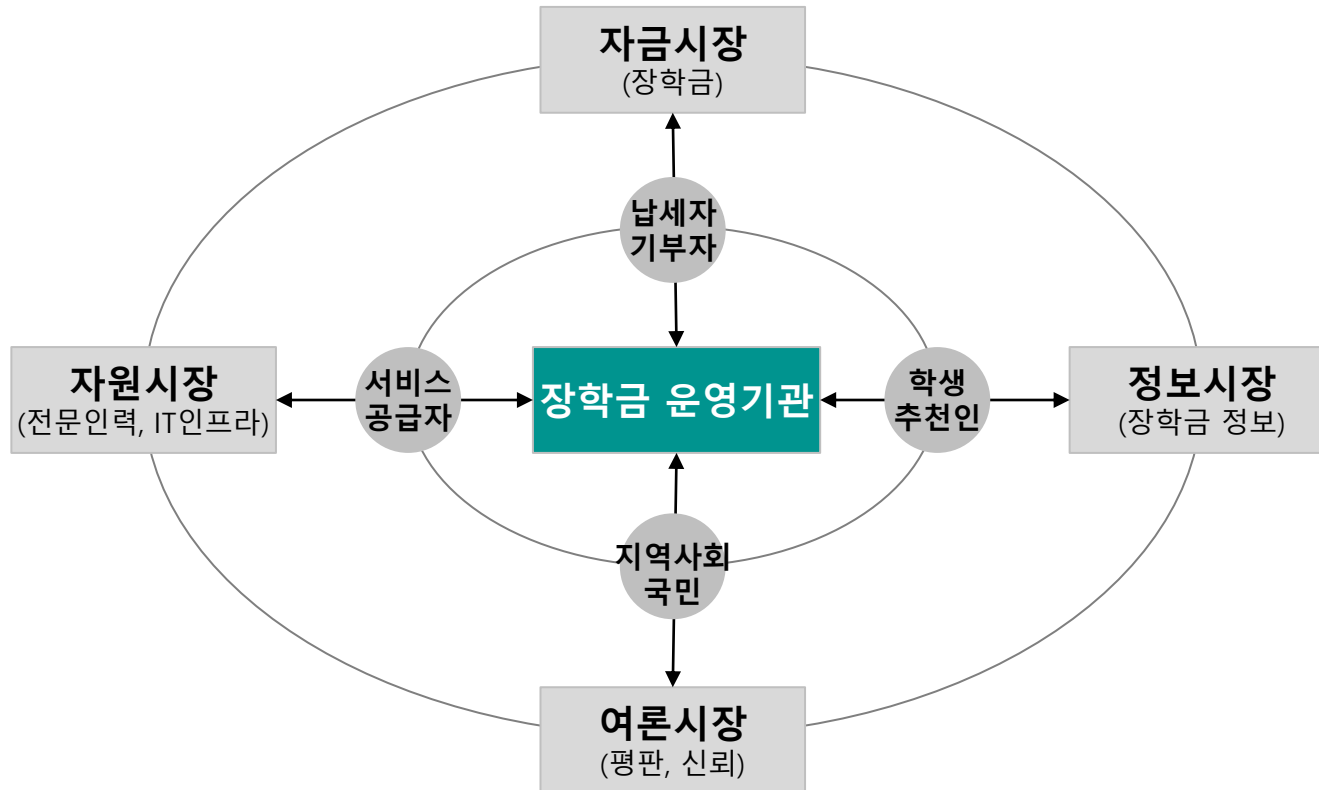 자금시장
(장학금)
납세자
기부자
자원시장
(전문인력, IT인프라)
서비스
공급자
장학금 운영기관
학생
추천인
정보시장
(장학금 정보)
지역사회
국민
여론시장
(평판, 신뢰)